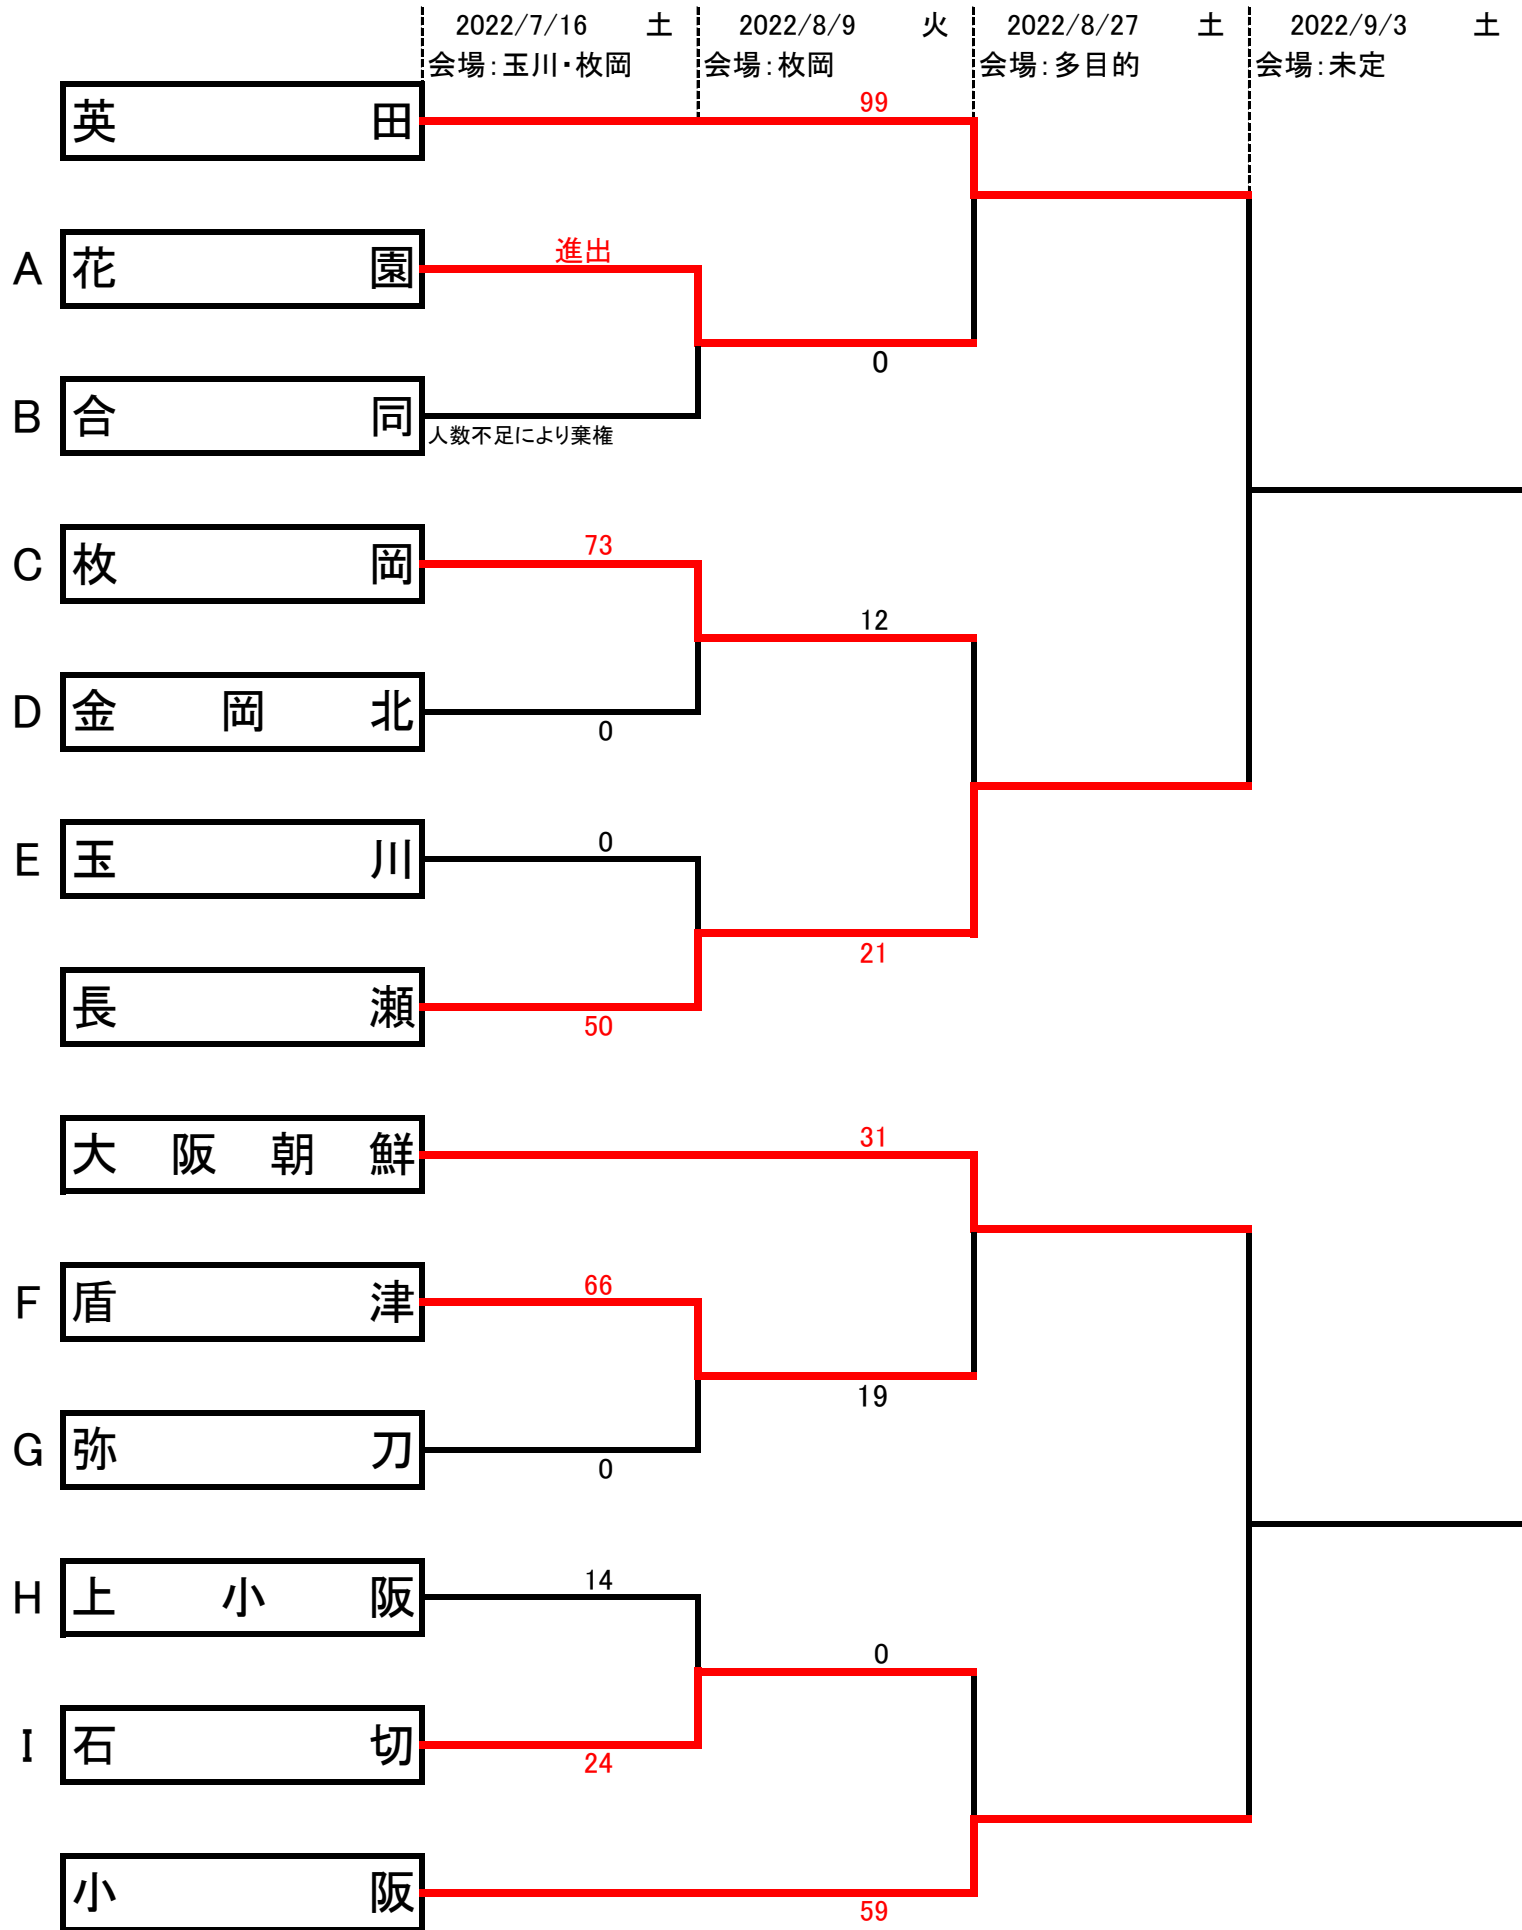 2022/7/16 土 2022/8/9 火 2022/8/27 土 2022/9/3 土
会場:玉川・枚岡 会場:枚岡 会場:多目的 会場:未定
99
英田
進出
A 花園
0
B 合同
人数不足により棄権
73
C 枚岡
12
D 金岡北
0
0
E 玉川
21
長瀬
50
31
大阪朝鮮
66
F 盾津
19
G 弥刀
0
14
H 上小阪
0
I 石切
24
小阪
59